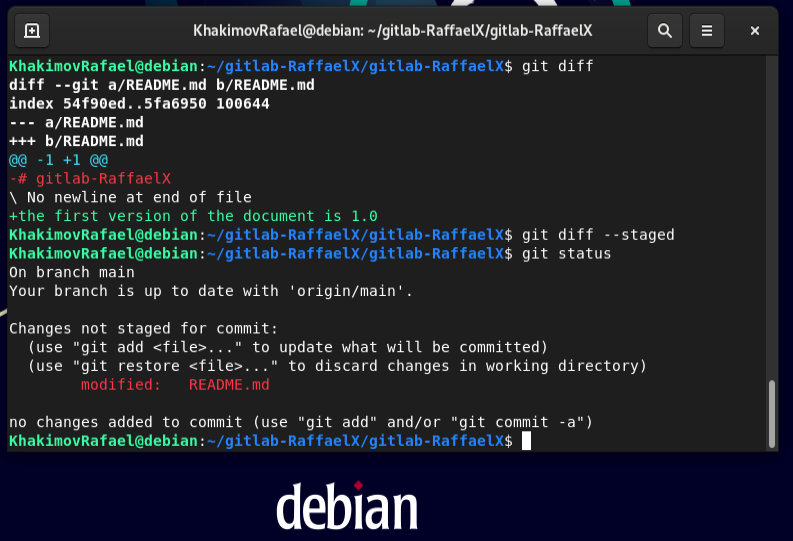 KhakimovRafael@debian: ~/gitlab-RaffaelX/gitlab-RaffaelX
KhakimovRafael@debian:~/gitlab-RaffaelX/gitlab-RaffaelX$ git diff
diff --git a/README.md b/README.md
index 54f90ed..5fa6950 100644
--- a/README.md
+++ b/README.md
@@ -1 +1 @@
-# gitlab-RaffaelX
\ No newline at end of file
+the first version of the document is 1.0
KhakimovRafael@debian:~/gitlab-RaffaelX/gitlab-RaffaelX$ git diff --staged
KhakimovRafael@debian:~/gitlab-RaffaelX/gitlab-RaffaelX$ git status
On branch main
Your branch is up to date with 'origin/main'.

Changes not staged for commit:
  (use "git add <file>..." to update what will be committed)
  (use "git restore <file>..." to discard changes in working directory)
        modified:   README.md

no changes added to commit (use "git add" and/or "git commit -a")
KhakimovRafael@debian:~/gitlab-RaffaelX/gitlab-RaffaelX$
debian